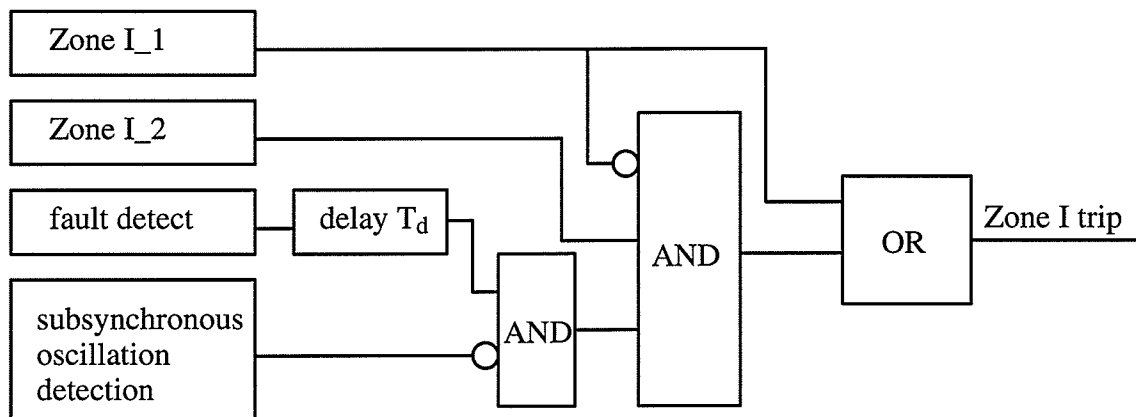 Zone I_1
Zone I_2
fault detect
delay Td
subsynchronous
oscillation
detection
AND
AND
OR
Zone I trip